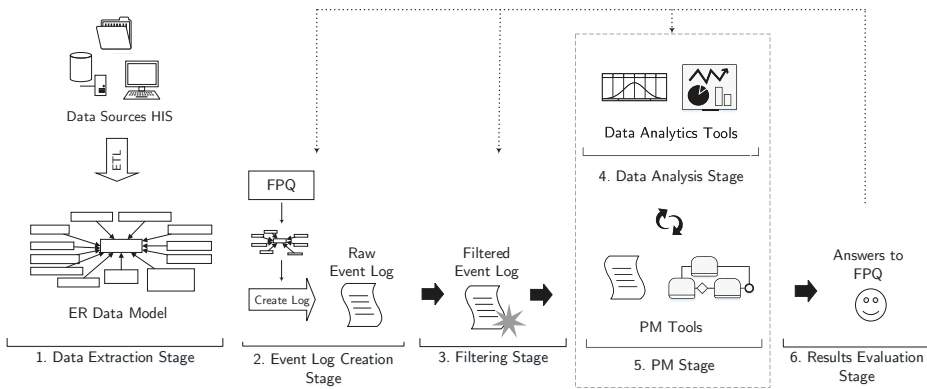 Data Sources HIS
ETL
ER Data Model
1. Data Extraction Stage
FPQ
Create Log
Raw
Event Log
2. Event Log Creation
Stage
Filtered
Event Log
3. Filtering Stage
Data Analytics Tools
4. Data Analysis Stage
PM Tools
5. PM Stage
Answers to
FPQ
6. Results Evaluation
Stage